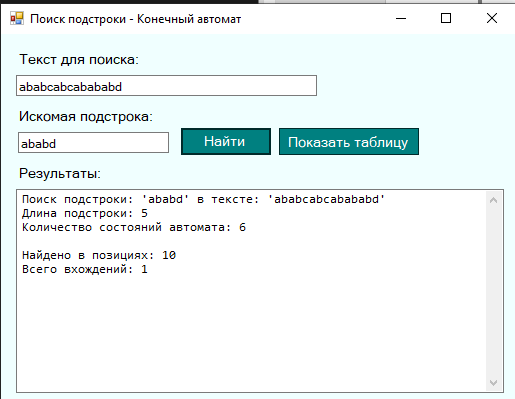 Поиск подстроки - Конечный автомат
Текст для поиска:
ababcabcabababd
Искомая подстрока:
ababd
Найти
Показать таблицу
Результаты:
Поиск подстроки: 'ababd' в тексте: 'ababcabcabababd'
Длина подстроки: 5
Количество состояний автомата: 6
Найдено в позициях: 10
Всего вхождений: 1